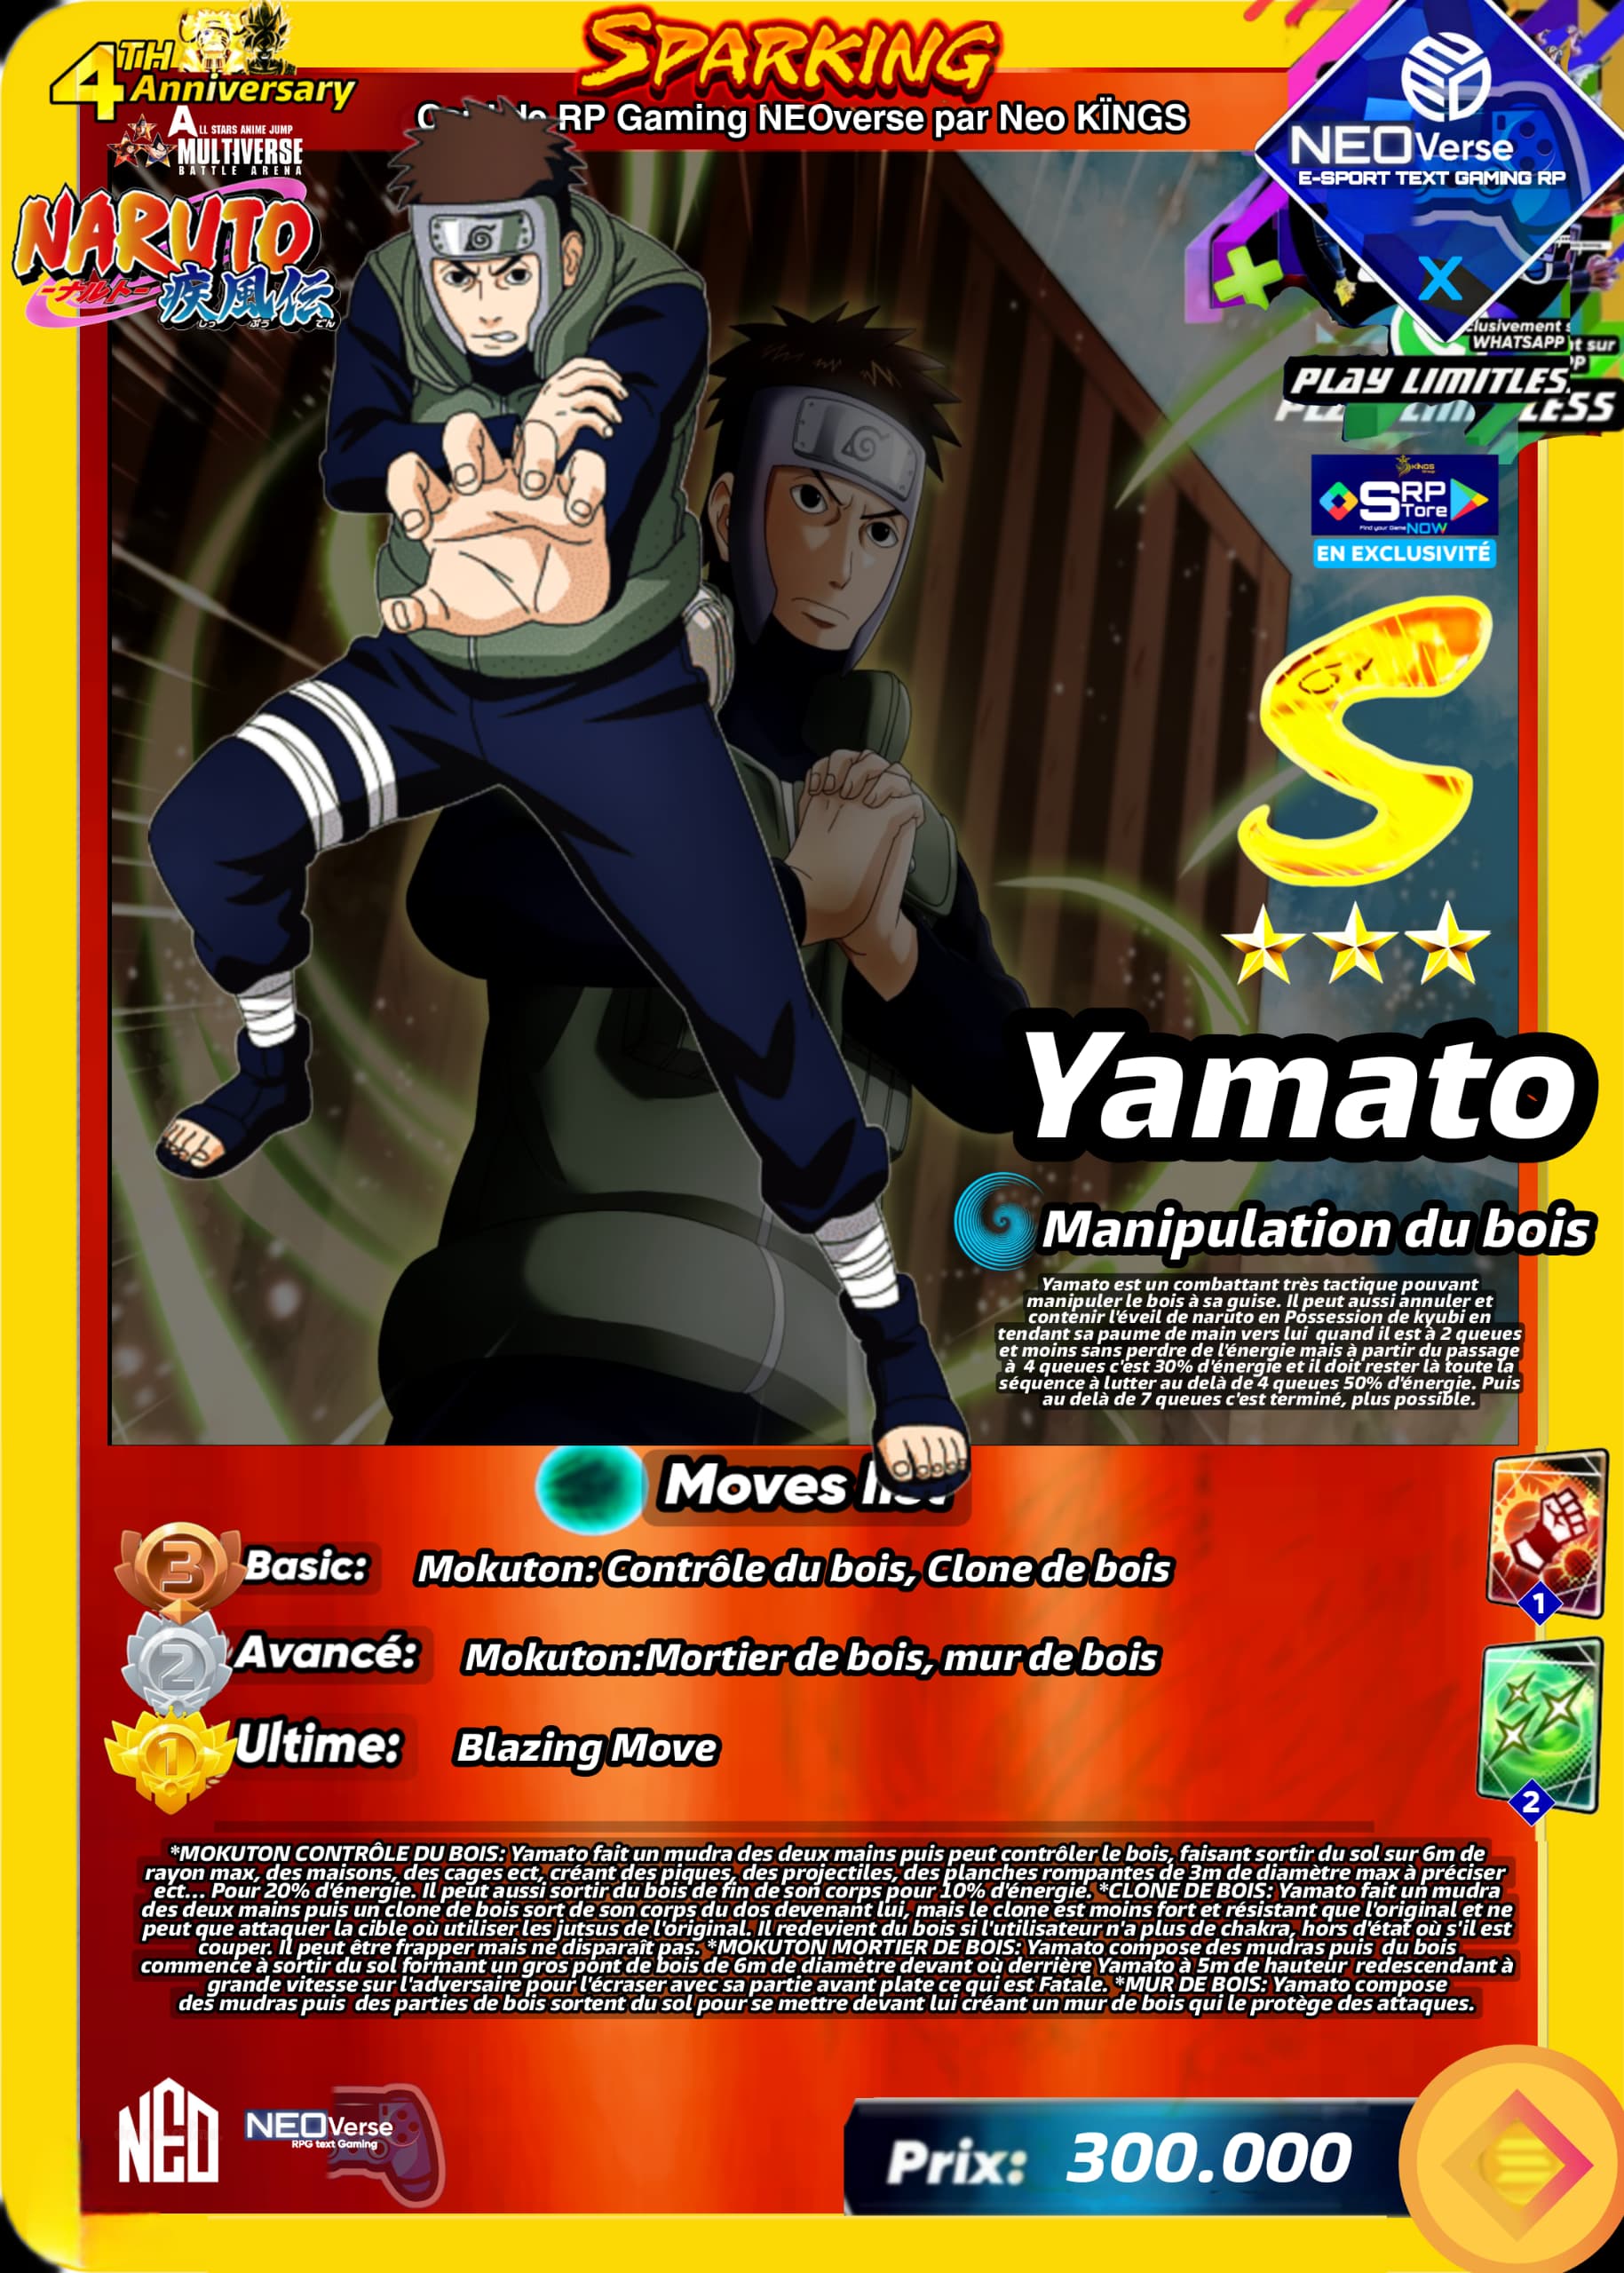 4TH
Anniversary
SPARKING
RP Gaming NEOverse par Neo KÏNGS
ALL STARS ANIME JUMP
MULTIVERSE
BATTLE ARENA
NARUTO
-ナルト-
疾風伝
しっ ぷう でん
NEOVerse
E-SPORT TEXT GAMING RP
X
WHATSAPP
t sur
PLAY LIMITLES
LESS
KINGS
SRP
Tore
Find your Game NOW
EN EXCLUSIVITÉ
S
Yamato
Manipulation du bois
Yamato est un combattant très tactique pouvant
manipuler le bois à sa guise. Il peut aussi annuler et
contenir l'éveil de naruto en Possession de kyubi en
tendant sa paume de main vers lui quand il est à 2 queues
et moins sans perdre de l'énergie mais à partir du passage
à 4 queues c'est 30% d'énergie et il doit rester là toute la
séquence à lutter au delà de 4 queues 50% d'énergie. Puis
au delà de 7 queues c'est terminé, plus possible.
Moves
3 Basic: Mokuton: Contrôle du bois, Clone de bois
1
2 Avancé: Mokuton:Mortier de bois, mur de bois
1 Ultime: Blazing Move
2
*MOKUTON CONTRÔLE DU BOIS: Yamato fait un mudra des deux mains puis peut contrôler le bois, faisant sortir du sol sur 6m de
rayon max, des maisons, des cages ect, créant des piques, des projectiles, des planches rompantes de 3m de diamètre max à préciser
ect... Pour 20% d'énergie. Il peut aussi sortir du bois de fin de son corps pour 10% d'énergie. *CLONE DE BOIS: Yamato fait un mudra
des deux mains puis un clone de bois sort de son corps du dos devenant lui, mais le clone est moins fort et résistant que l'original et ne
peut que attaquer la cible où utiliser les jutsus de l'original. Il redevient du bois si l'utilisateur n'a plus de chakra, hors d'état où s'il est
couper. Il peut être frapper mais ne disparaît pas. *MOKUTON MORTIER DE BOIS: Yamato compose des mudras puis du bois
commence à sortir du sol formant un gros pont de bois de 6m de diamètre devant où derrière Yamato à 5m de hauteur redescendant à
grande vitesse sur l'adversaire pour l'écraser avec sa partie avant plate ce qui est Fatale. *MUR DE BOIS: Yamato compose
des mudras puis des parties de bois sortent du sol pour se mettre devant lui créant un mur de bois qui le protège des attaques.
NEO
NEOVerse
RPG text Gaming
Prix: 300.000